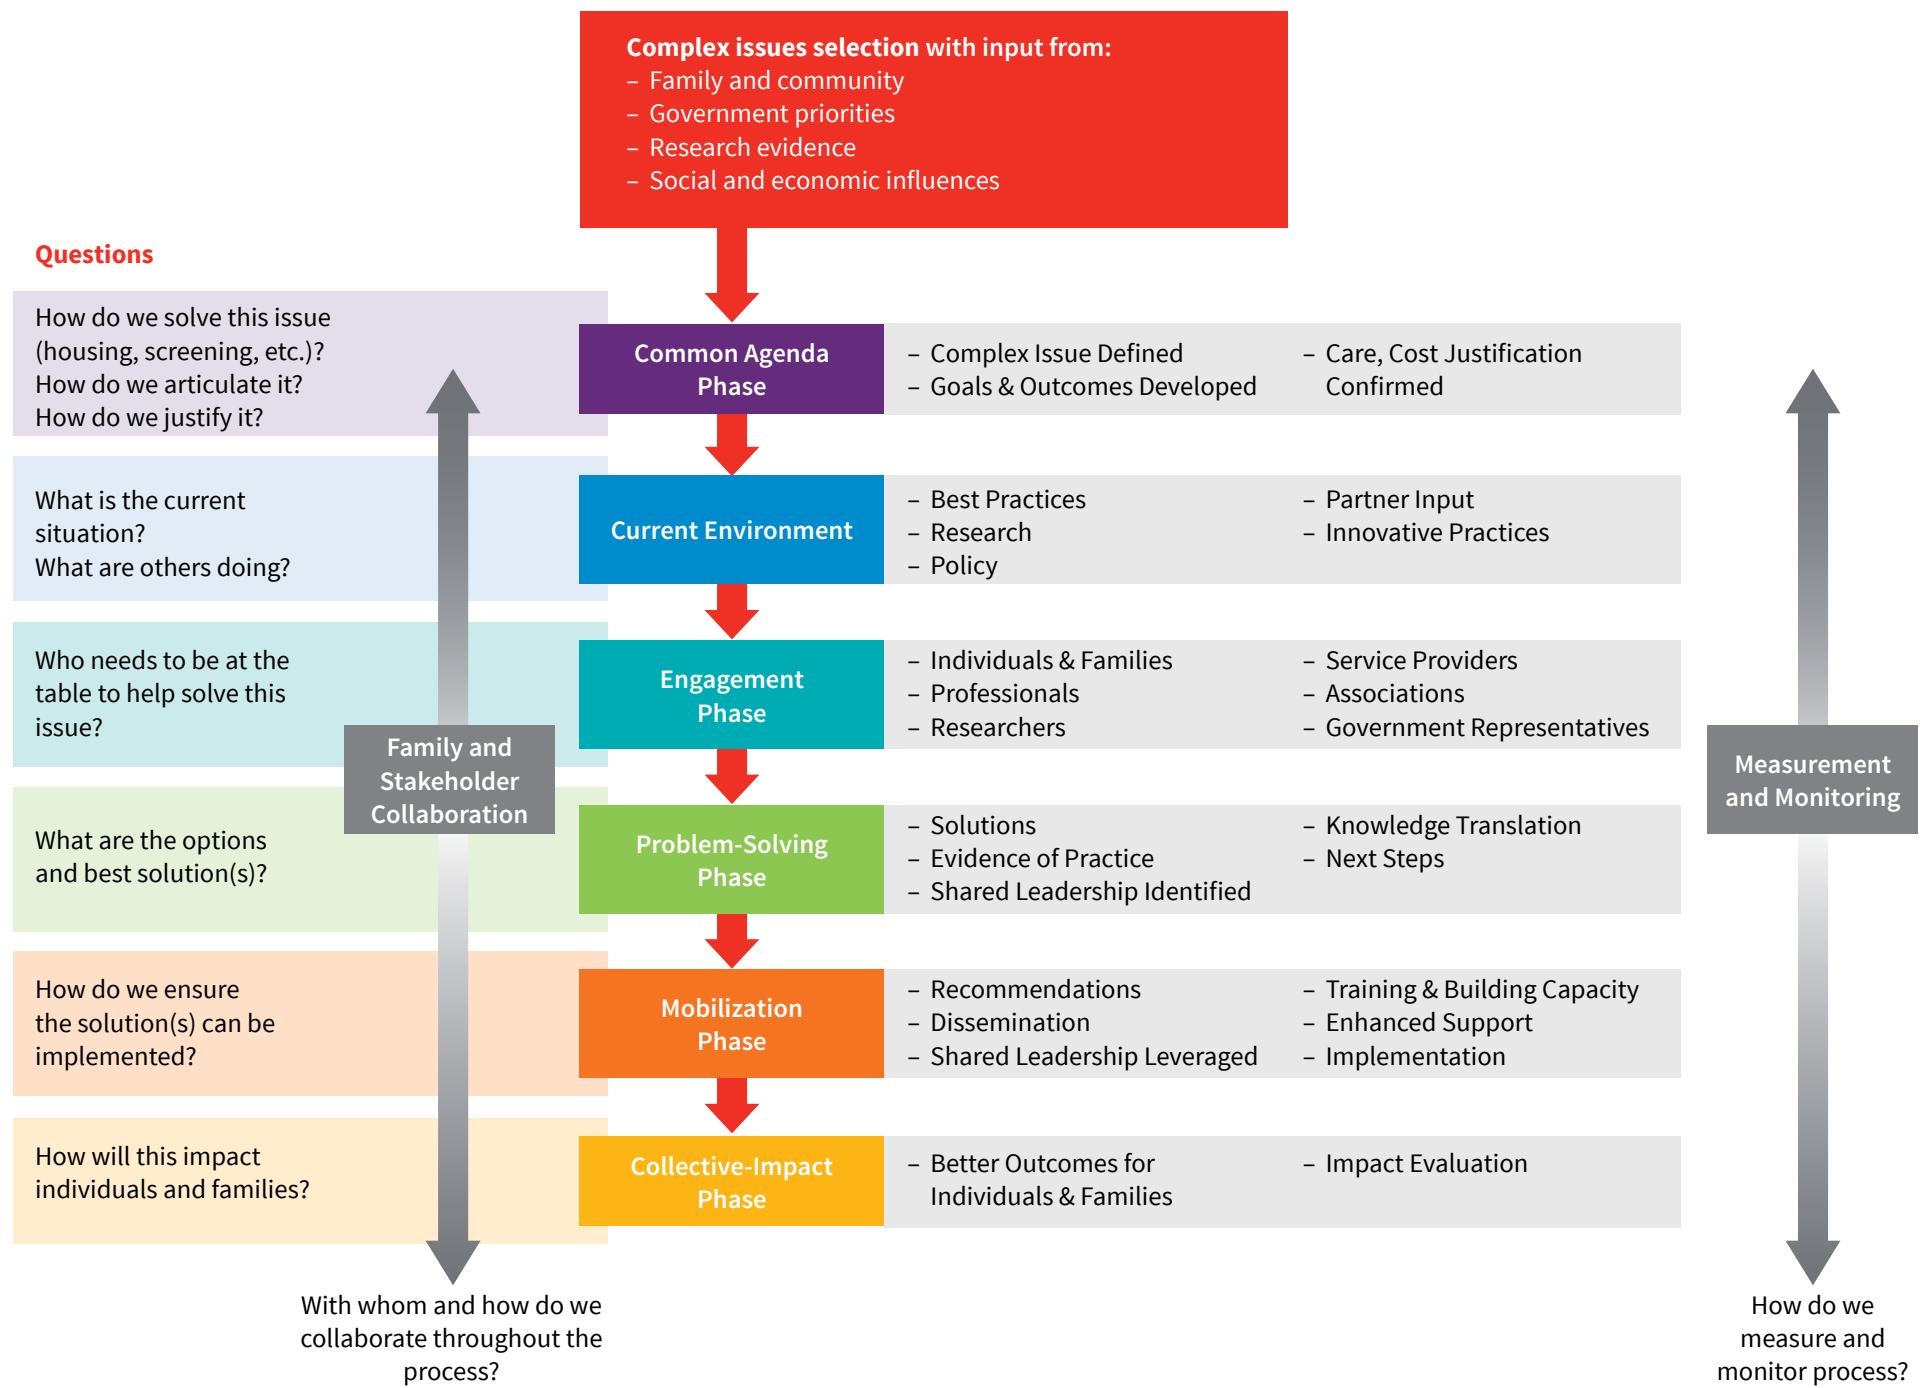 Complex issues selection with input from:
– Family and community
– Government priorities
– Research evidence
– Social and economic influences
Questions
How do we solve this issue
(housing, screening, etc.)?
How do we articulate it?
How do we justify it?
Common Agenda
Phase
– Complex Issue Defined
– Goals & Outcomes Developed
– Care, Cost Justification
Confirmed
What is the current
situation?
What are others doing?
Current Environment
– Best Practices
– Research
– Policy
– Partner Input
– Innovative Practices
Who needs to be at the
table to help solve this
issue?
Engagement
Phase
– Individuals & Families
– Professionals
– Researchers
– Service Providers
– Associations
– Government Representatives
Family and
Stakeholder
Collaboration
Measurement
and Monitoring
What are the options
and best solution(s)?
Problem-Solving
Phase
– Solutions
– Evidence of Practice
– Shared Leadership Identified
– Knowledge Translation
– Next Steps
How do we ensure
the solution(s) can be
implemented?
Mobilization
Phase
– Recommendations
– Dissemination
– Shared Leadership Leveraged
– Training & Building Capacity
– Enhanced Support
– Implementation
How will this impact
individuals and families?
Collective-Impact
Phase
– Better Outcomes for
Individuals & Families
– Impact Evaluation
With whom and how do we
collaborate throughout the
process?
How do we
measure and
monitor process?